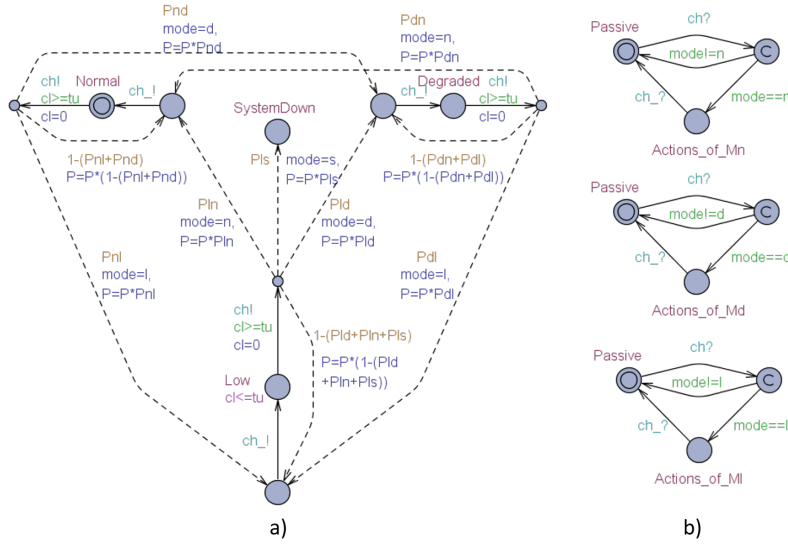 Pnd
mode=d,
P=P*Pnd
Pdn
mode=n,
P=P*Pdn
ch!
cl>=tu
cl=0
Normal
ch_!
SystemDown
ch_!
Degraded
ch!
cl>=tu
cl=0
1-(Pnl+Pnd)
P=P*(1-(Pnl+Pnd))
Pls
mode=s,
P=P*Pls
1-(Pdn+Pdl)
P=P*(1-(Pdn+Pdl))
Pln
mode=n,
P=P*Pln
Pld
mode=d,
P=P*Pld
Pnl
mode=l,
P=P*Pnl
Pdl
mode=l,
P=P*Pdl
ch!
cl>=tu
cl=0
1-(Pld+Pln+Pls)
P=P*(1-(Pld
+Pln+Pls))
Low
cl<=tu
ch_!
a)
Passive
ch?
mode!=n
C
ch_?
mode==n
Actions_of_Mn
Passive
ch?
mode!=d
C
ch_?
mode==d
Actions_of_Md
Passive
ch?
mode!=l
C
ch_?
mode==l
Actions_of_Ml
b)